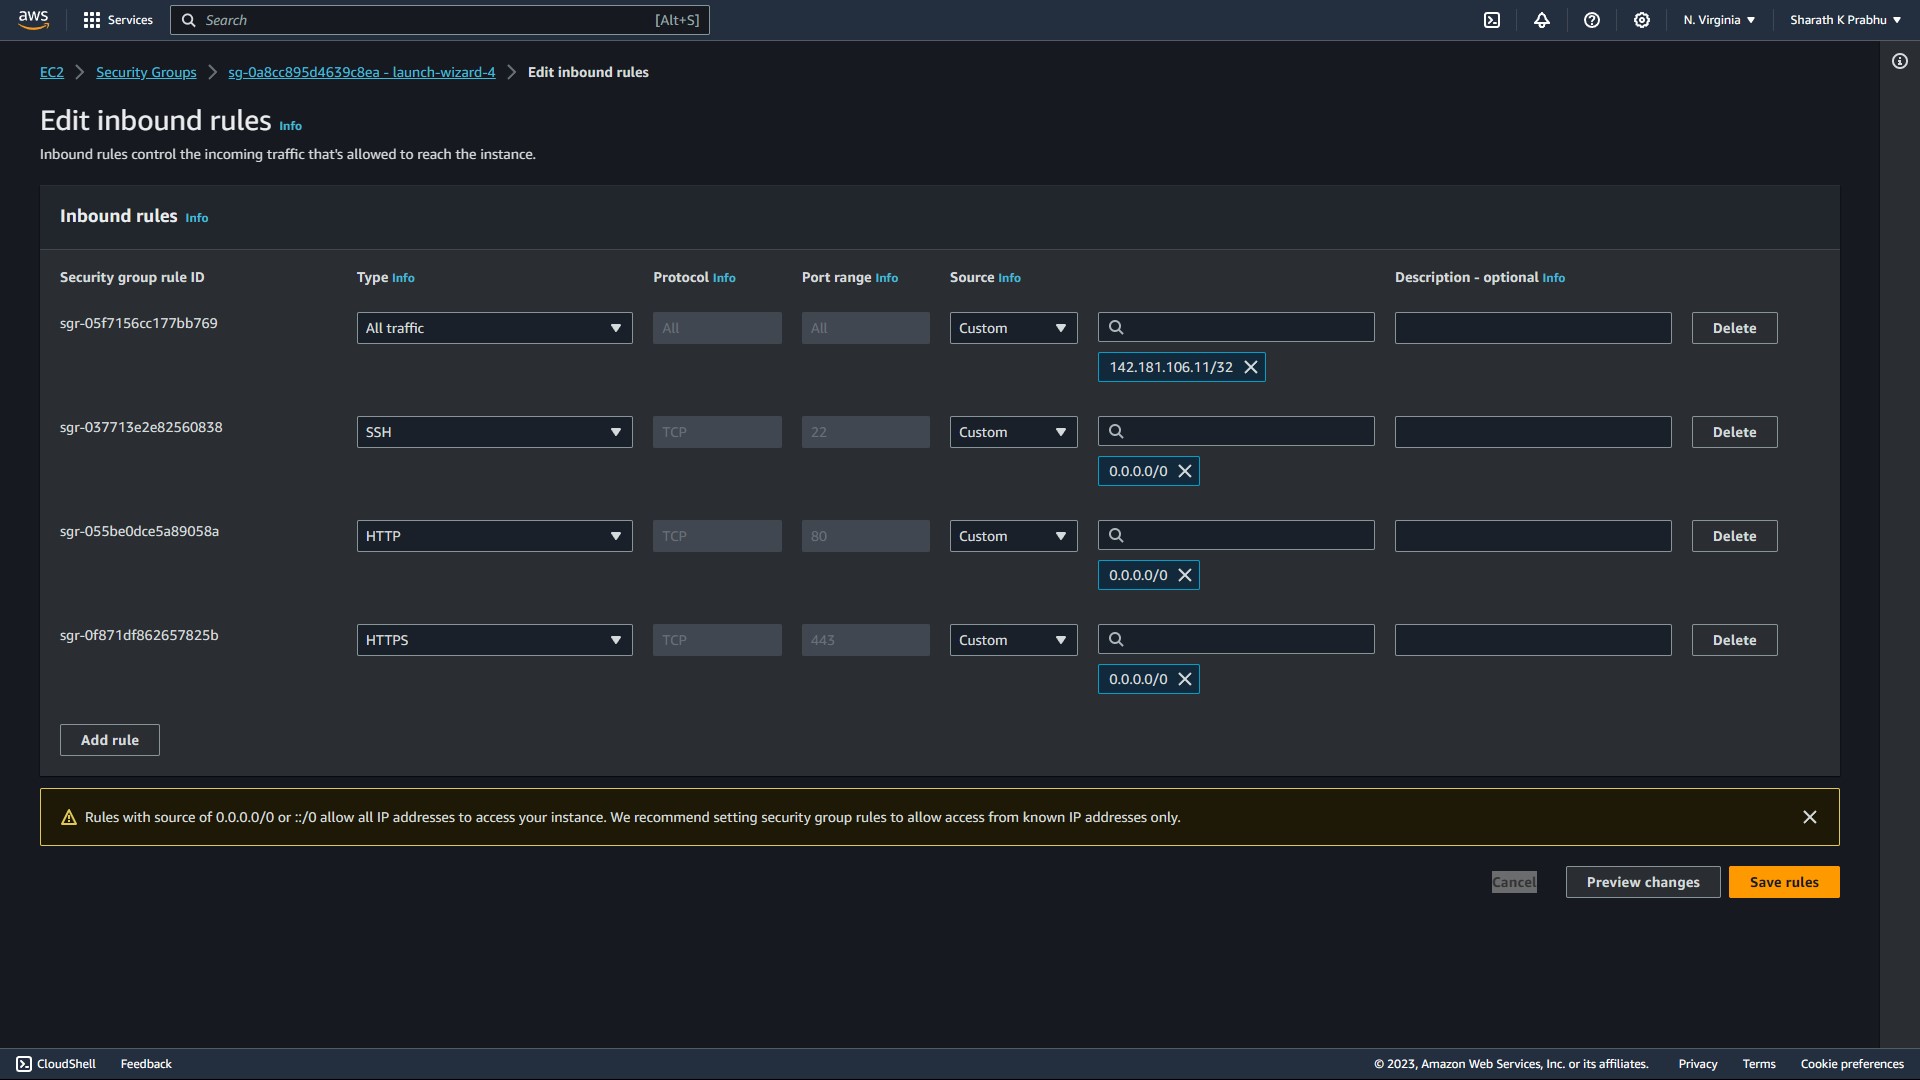 aws
Services
Search [Alt+S]
N. Virginia
Sharath K Prabhu
EC2 Security Groups sg-0a8cc895d4639c8ea - launch-wizard-4 Edit inbound rules
Edit inbound rules Info
Inbound rules control the incoming traffic that's allowed to reach the instance.
Inbound rules Info
Security group rule ID Type Info Protocol Info Port range Info Source Info Description - optional Info
sgr-05f7156cc177bb769 All traffic All All Custom Delete
142.181.106.11/32
sgr-037713e2e82560838 SSH TCP 22 Custom Delete
0.0.0.0/0
sgr-055be0dce5a89058a HTTP TCP 80 Custom Delete
0.0.0.0/0
sgr-0f871df862657825b HTTPS TCP 443 Custom Delete
0.0.0.0/0
Add rule
Rules with source of 0.0.0.0/0 or ::/0 allow all IP addresses to access your instance. We recommend setting security group rules to allow access from known IP addresses only.
Cancel Preview changes Save rules
CloudShell Feedback © 2023, Amazon Web Services, Inc. or its affiliates. Privacy Terms Cookie preferences